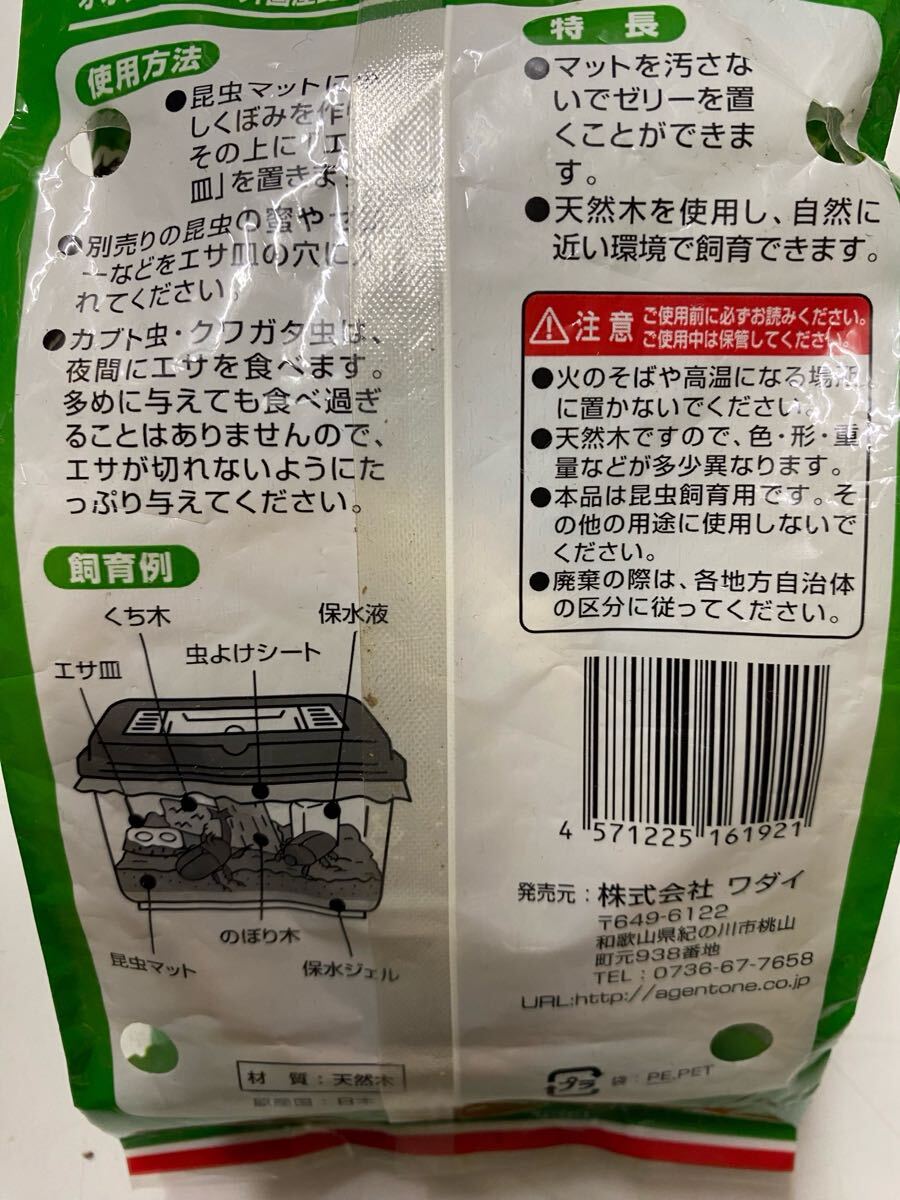 使用方法
●昆虫マットに
しくぼみを作り
その上に「エ
皿」を置きます。
●別売りの昆虫の蜜やゼ
ーなどをエサ皿の穴に入
れてください。
●カブト虫・クワガタ虫は、
夜間にエサを食べます。
多めに与えても食べ過ぎ
ることはありませんので、
エサが切れないようにた
っぷり与えてください。
飼育例
くち木
保水液
エサ皿
虫よけシート
のぼり木
昆虫マット
保水ジェル
材 質：天然木
原産国：日本
特 長
●マットを汚さな
いでゼリーを置
くことができま
す。
●天然木を使用し、自然に
近い環境で飼育できます。
注意 ご使用前に必ずお読みください。
ご使用中は保管してください。
●火のそばや高温になる場所
に置かないでください。
●天然木ですので、色・形・重
量などが多少異なります。
●本品は昆虫飼育用です。そ
の他の用途に使用しないで
ください。
●廃棄の際は、各地方自治体
の区分に従ってください。
4 571225 161921
発売元：株式会社 ワダイ
〒649-6122
和歌山県紀の川市桃山
町元938番地
TEL：0736-67-7658
URL:http://agentone.co.jp
プラ 袋：PE,PET